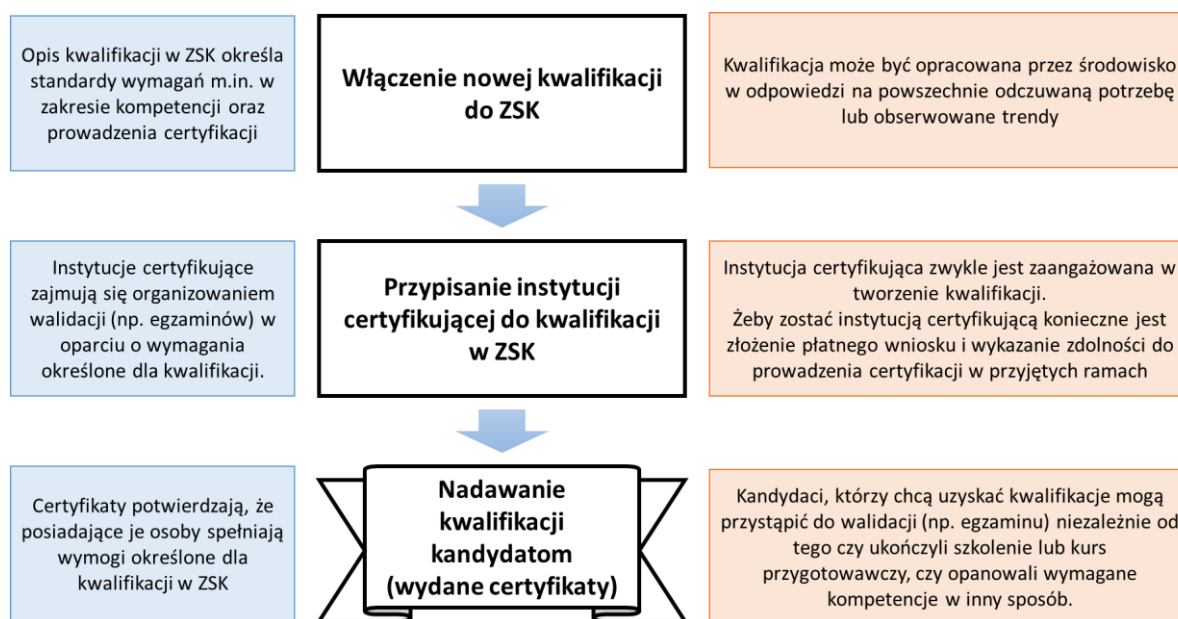 Opis kwalifikacji w ZSK określa
standardy wymagań m.in. w
zakresie kompetencji oraz
prowadzenia certyfikacji
Włączenie nowej kwalifikacji
do ZSK
Kwalifikacja może być opracowana przez środowisko
w odpowiedzi na powszechnie odczuwaną potrzebę
lub obserwowane trendy
Instytucje certyfikujące
zajmują się organizowaniem
walidacji (np. egzaminów) w
oparciu o wymagania
określone dla kwalifikacji.
Przypisanie instytucji
certyfikującej do kwalifikacji
w ZSK
Instytucja certyfikująca zwykle jest zaangażowana w
tworzenie kwalifikacji.
Żeby zostać instytucją certyfikującą konieczne jest
złożenie płatnego wniosku i wykazanie zdolności do
prowadzenia certyfikacji w przyjętych ramach
Certyfikaty potwierdzają, że
posiadające je osoby spełniają
wymogi określone dla
kwalifikacji w ZSK
Nadawanie
kwalifikacji
kandydatom
(wydane certyfikaty)
Kandydaci, którzy chcą uzyskać kwalifikacje mogą
przystąpić do walidacji (np. egzaminu) niezależnie od
tego czy ukończyli szkolenie lub kurs
przygotowawczy, czy opanowali wymagane
kompetencje w inny sposób.